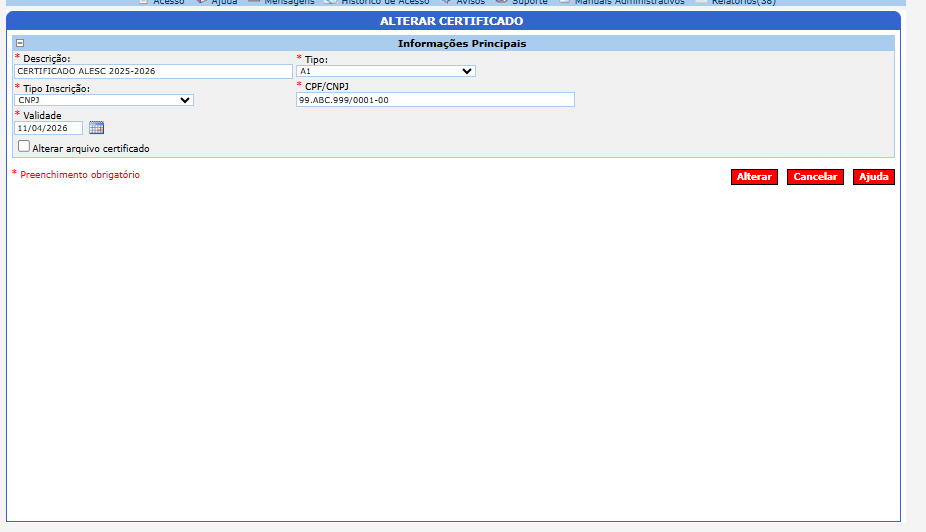 Acesso Ajuda Mensagens Histórico de Acesso Avisos Suporte Manuais Administrativos Relatórios(38)
ALTERAR CERTIFICADO
Informações Principais
* Descrição: * Tipo:
CERTIFICADO ALESC 2025-2026 A1
* Tipo Inscrição: * CPF/CNPJ
CNPJ 99.ABC.999/0001-00
* Validade
11/04/2026
Alterar arquivo certificado
* Preenchimento obrigatório Alterar Cancelar Ajuda